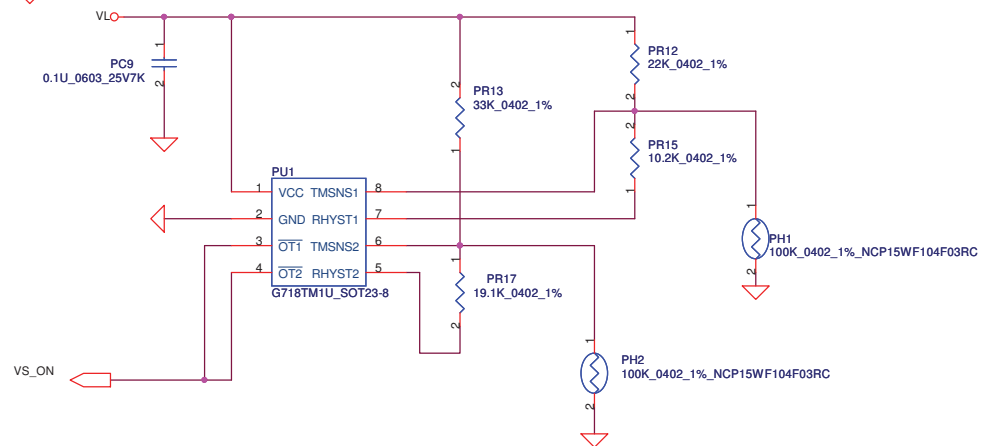 VL
1
PC9
0.1U_0603_25V7K
2
2
PR13
33K_0402_1%
1
1
PR12
22K_0402_1%
2
2
PR15
10.2K_0402_1%
1
PU1
1 VCC TMSNS1 8
2 GND RHYST1 7
3 OT1 TMSNS2 6
4 OT2 RHYST2 5
G718TM1U_SOT23-8
1
PR17
19.1K_0402_1%
2
1
PH1
100K_0402_1%_NCP15WF104F03RC
2
VS_ON
1
PH2
100K_0402_1%_NCP15WF104F03RC
2